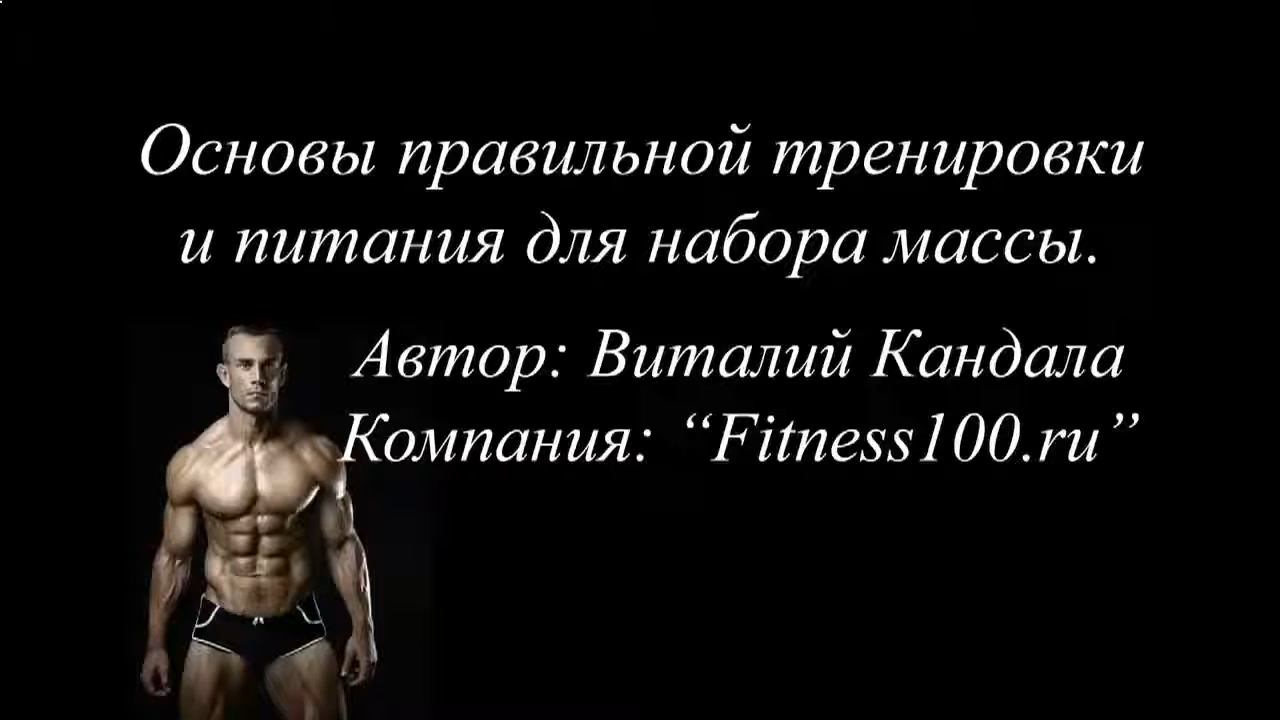 Основы правильной тренировки
и питания для набора массы.
Автор: Виталий Кандала
Компания: “Fitness100.ru”